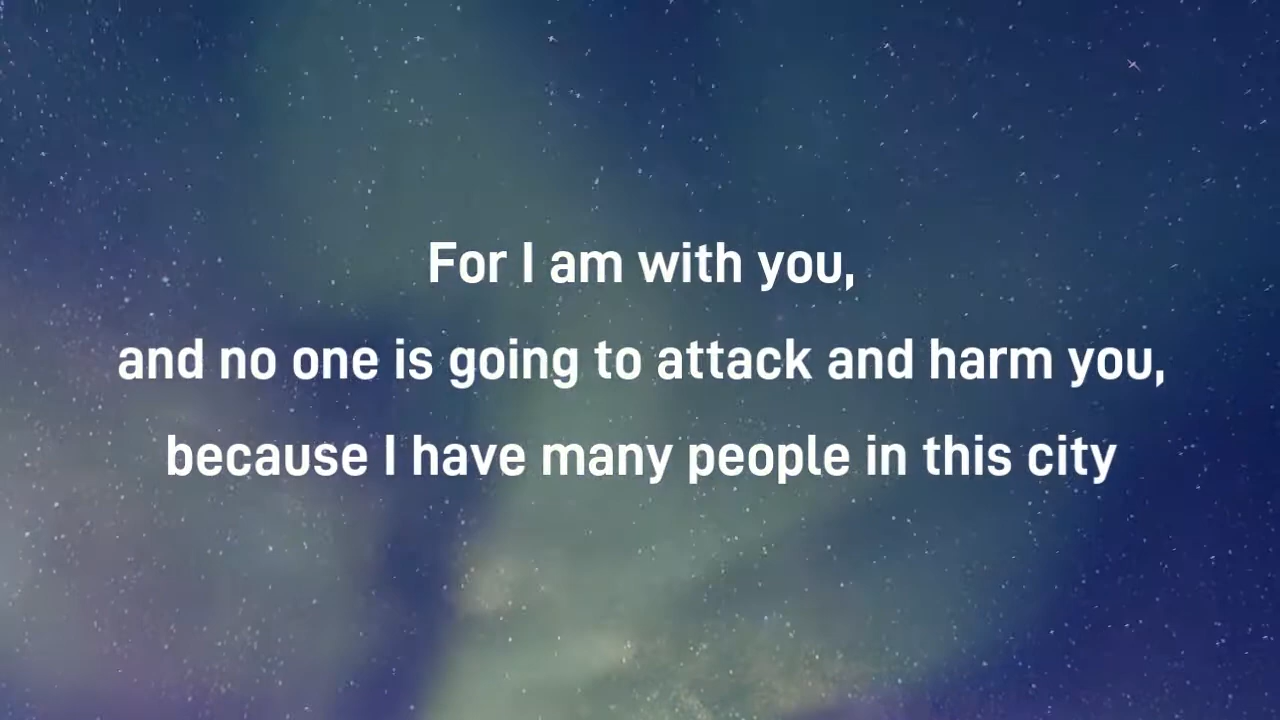 For I am with you,
and no one is going to attack and harm you,
because I have many people in this city